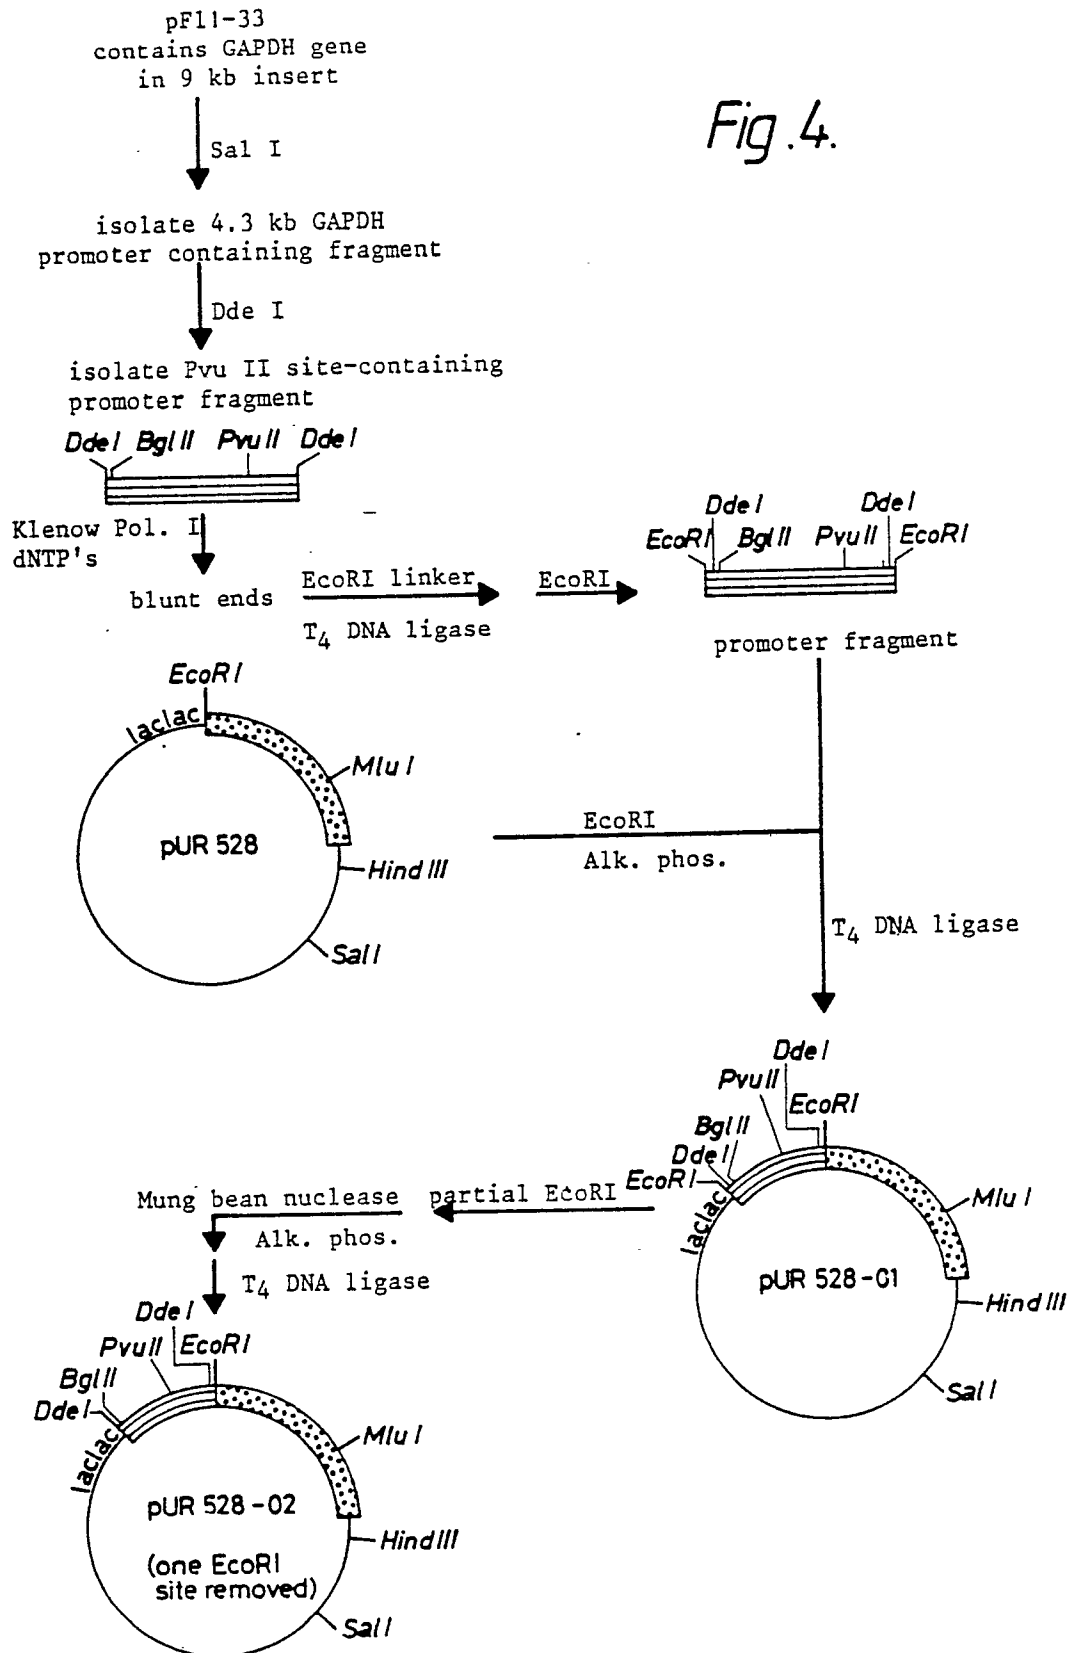 pF11-33
contains GAPDH gene
in 9 kb insert
Fig.4.
Sal I
isolate 4.3 kb GAPDH
promoter containing fragment
Dde I
isolate Pvu II site-containing
promoter fragment
DdeI BglII PvuII DdeI
Klenow Pol. I
dNTP's
blunt ends
EcoRI linker
T4 DNA ligase
EcoRI
DdeI DdeI
EcoRI BglII PvuII EcoRI
promoter fragment
EcoRI
laclac
MluI
pUR 528
HindIII
SalI
EcoRI
Alk. phos.
T4 DNA ligase
DdeI
PvuII
EcoRI
BglII
DdeI
EcoRI
laclac
MluI
pUR 528-01
HindIII
SalI
partial EcoRI
Mung bean nuclease
Alk. phos.
T4 DNA ligase
DdeI
PvuII EcoRI
BglII
DdeI
laclac
MluI
pUR 528-02
(one EcoRI
site removed)
HindIII
SalI